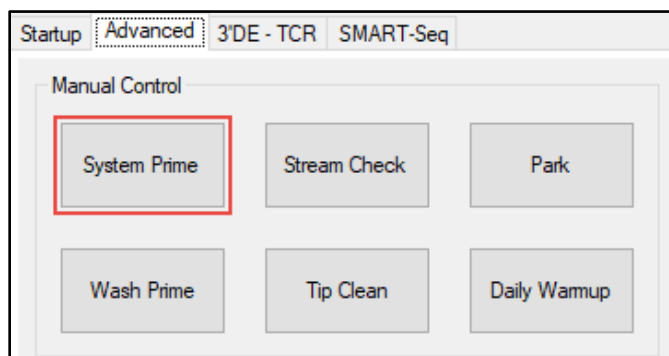 Startup Advanced 3'DE - TCR SMART-Seq
Manual Control
System Prime Stream Check Park
Wash Prime Tip Clean Daily Warmup